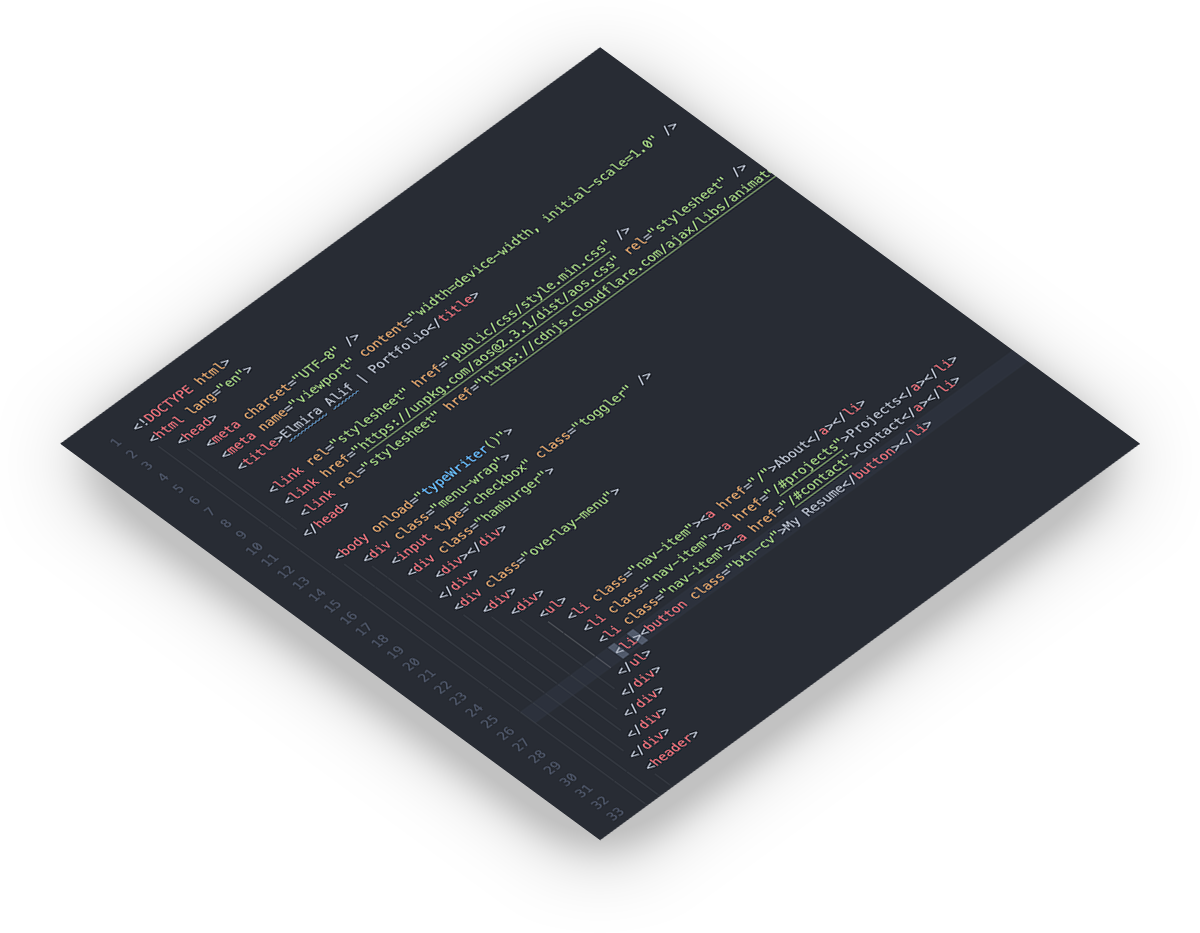 1 <!DOCTYPE html>
2 <html lang="en">
3 <head>
4 <meta charset="UTF-8" />
5 <meta name="viewport" content="width=device-width, initial-scale=1.0" />
6 <title>Elmira Alif | Portfolio</title>
7
8 <link rel="stylesheet" href="public/css/style.min.css" />
9 <link href="https://unpkg.com/aos@2.3.1/dist/aos.css" rel="stylesheet" />
10 <link rel="stylesheet" href="https://cdnjs.cloudflare.com/ajax/libs/animat
11 </head>
12
13 <body onload="typeWriter()">
14 <div class="menu-wrap">
15 <input type="checkbox" class="toggler" />
16 <div class="hamburger">
17 <div></div>
18 </div>
19 <div class="overlay-menu">
20 <div>
21 <div>
22 <ul>
23 <li class="nav-item"><a href="/">About</a></li>
24 <li class="nav-item"><a href="/#projects">Projects</a></li>
25 <li class="nav-item"><a href="/#contact">Contact</a></li>
26 <li><button class="btn-cv">My Resume</button></li>
27 </ul>
28 </div>
29 </div>
30 </div>
31 </div>
32 <header>
33